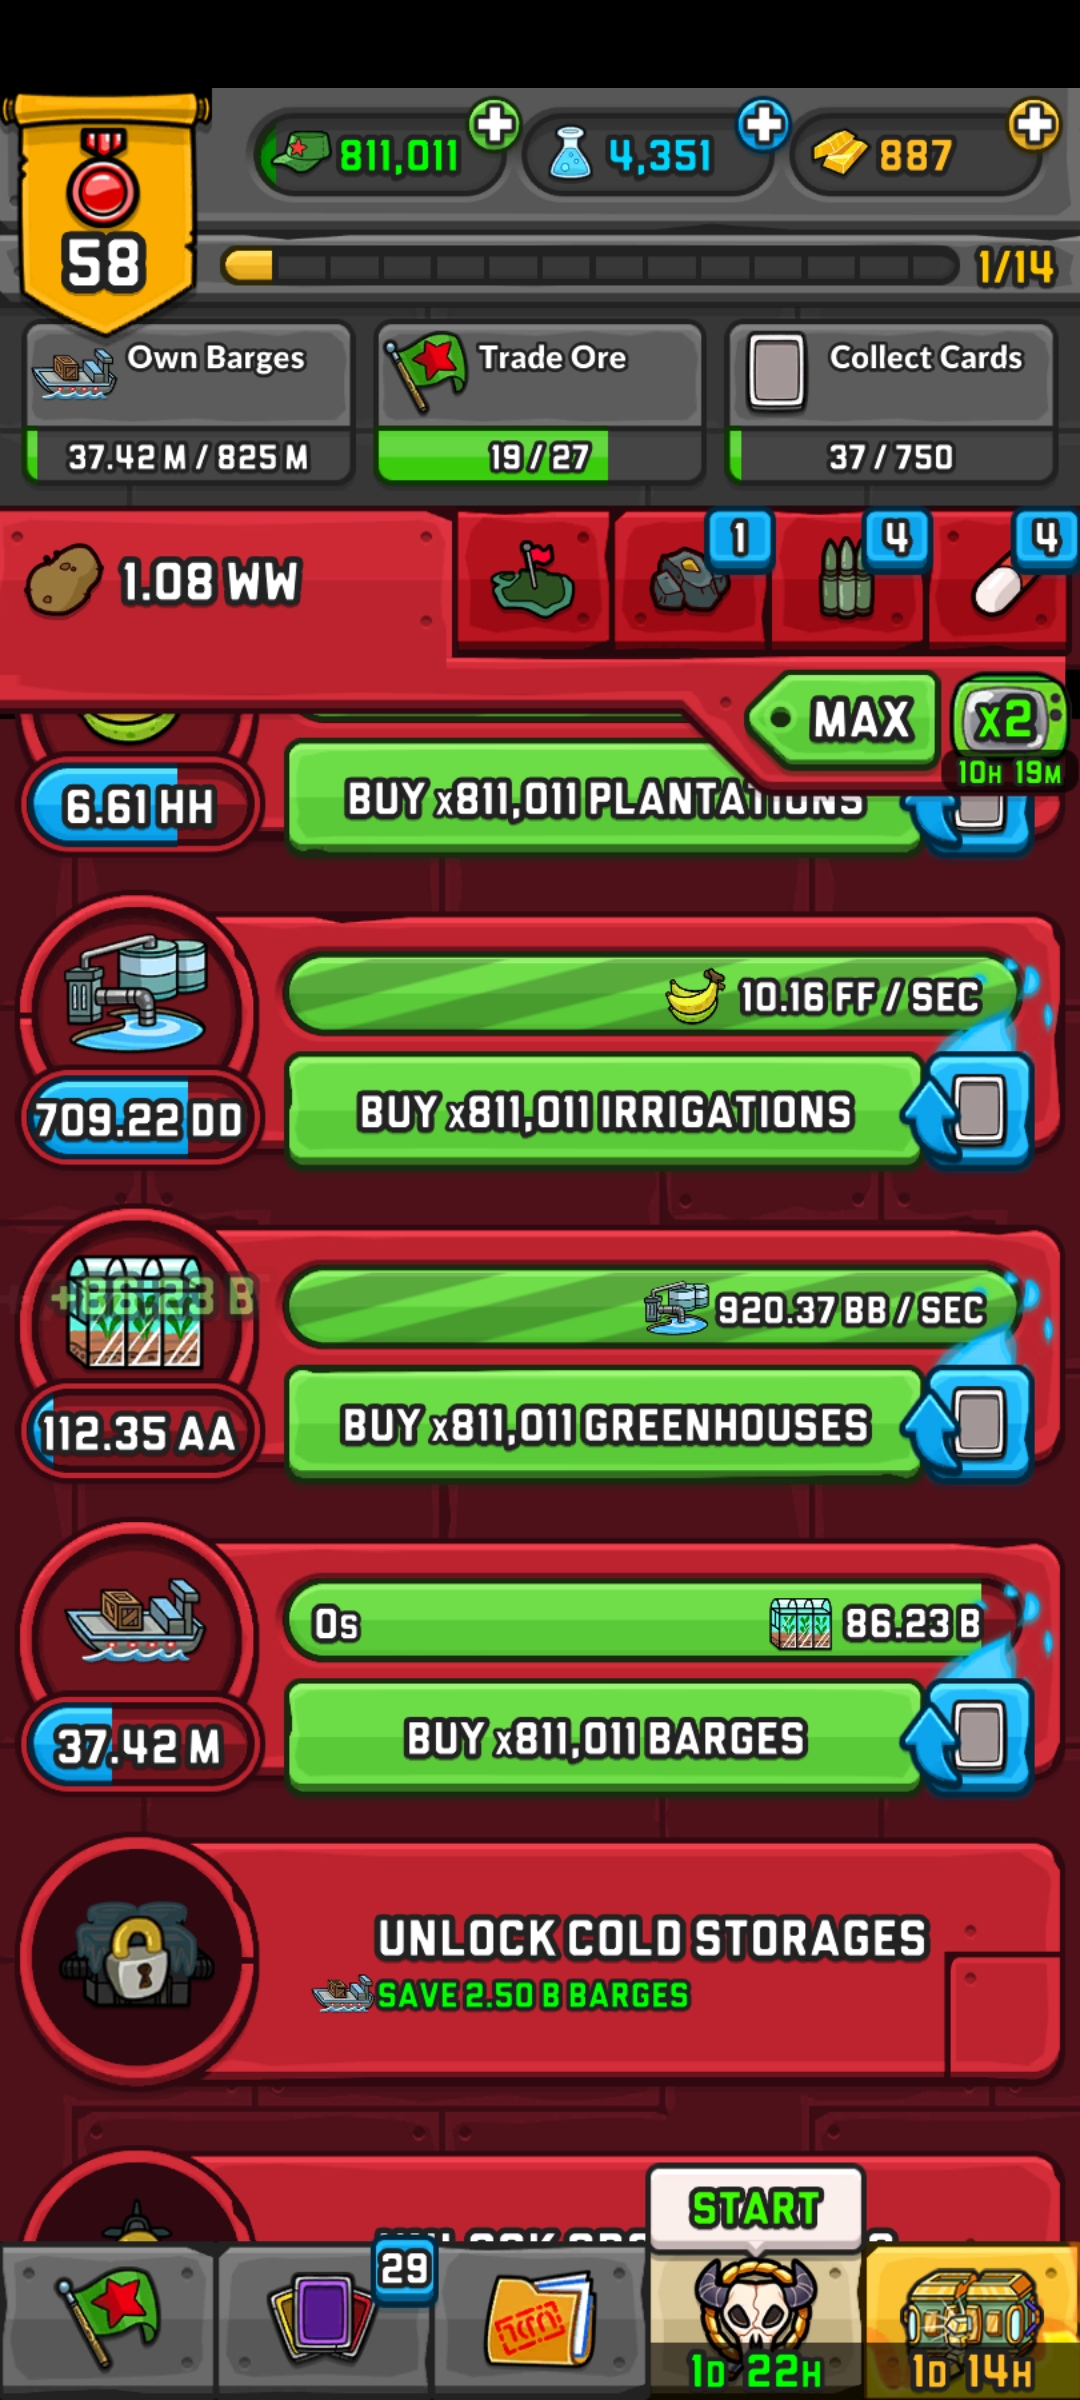 811,011
4,351
887
58
1/14
Own Barges
37.42 M / 825 M
Trade Ore
19 / 27
Collect Cards
37 / 750
1.08 WW
1
4
4
MAX
x2
10H 19M
6.61 HH
BUY x811,011 PLANTATIONS
10.16 FF / SEC
709.22 DD
BUY x811,011 IRRIGATIONS
+86.23 B
920.37 BB / SEC
112.35 AA
BUY x811,011 GREENHOUSES
0s
86.23 B
37.42 M
BUY x811,011 BARGES
UNLOCK COLD STORAGES
SAVE 2.50 B BARGES
START
29
1D 22H
1D 14H